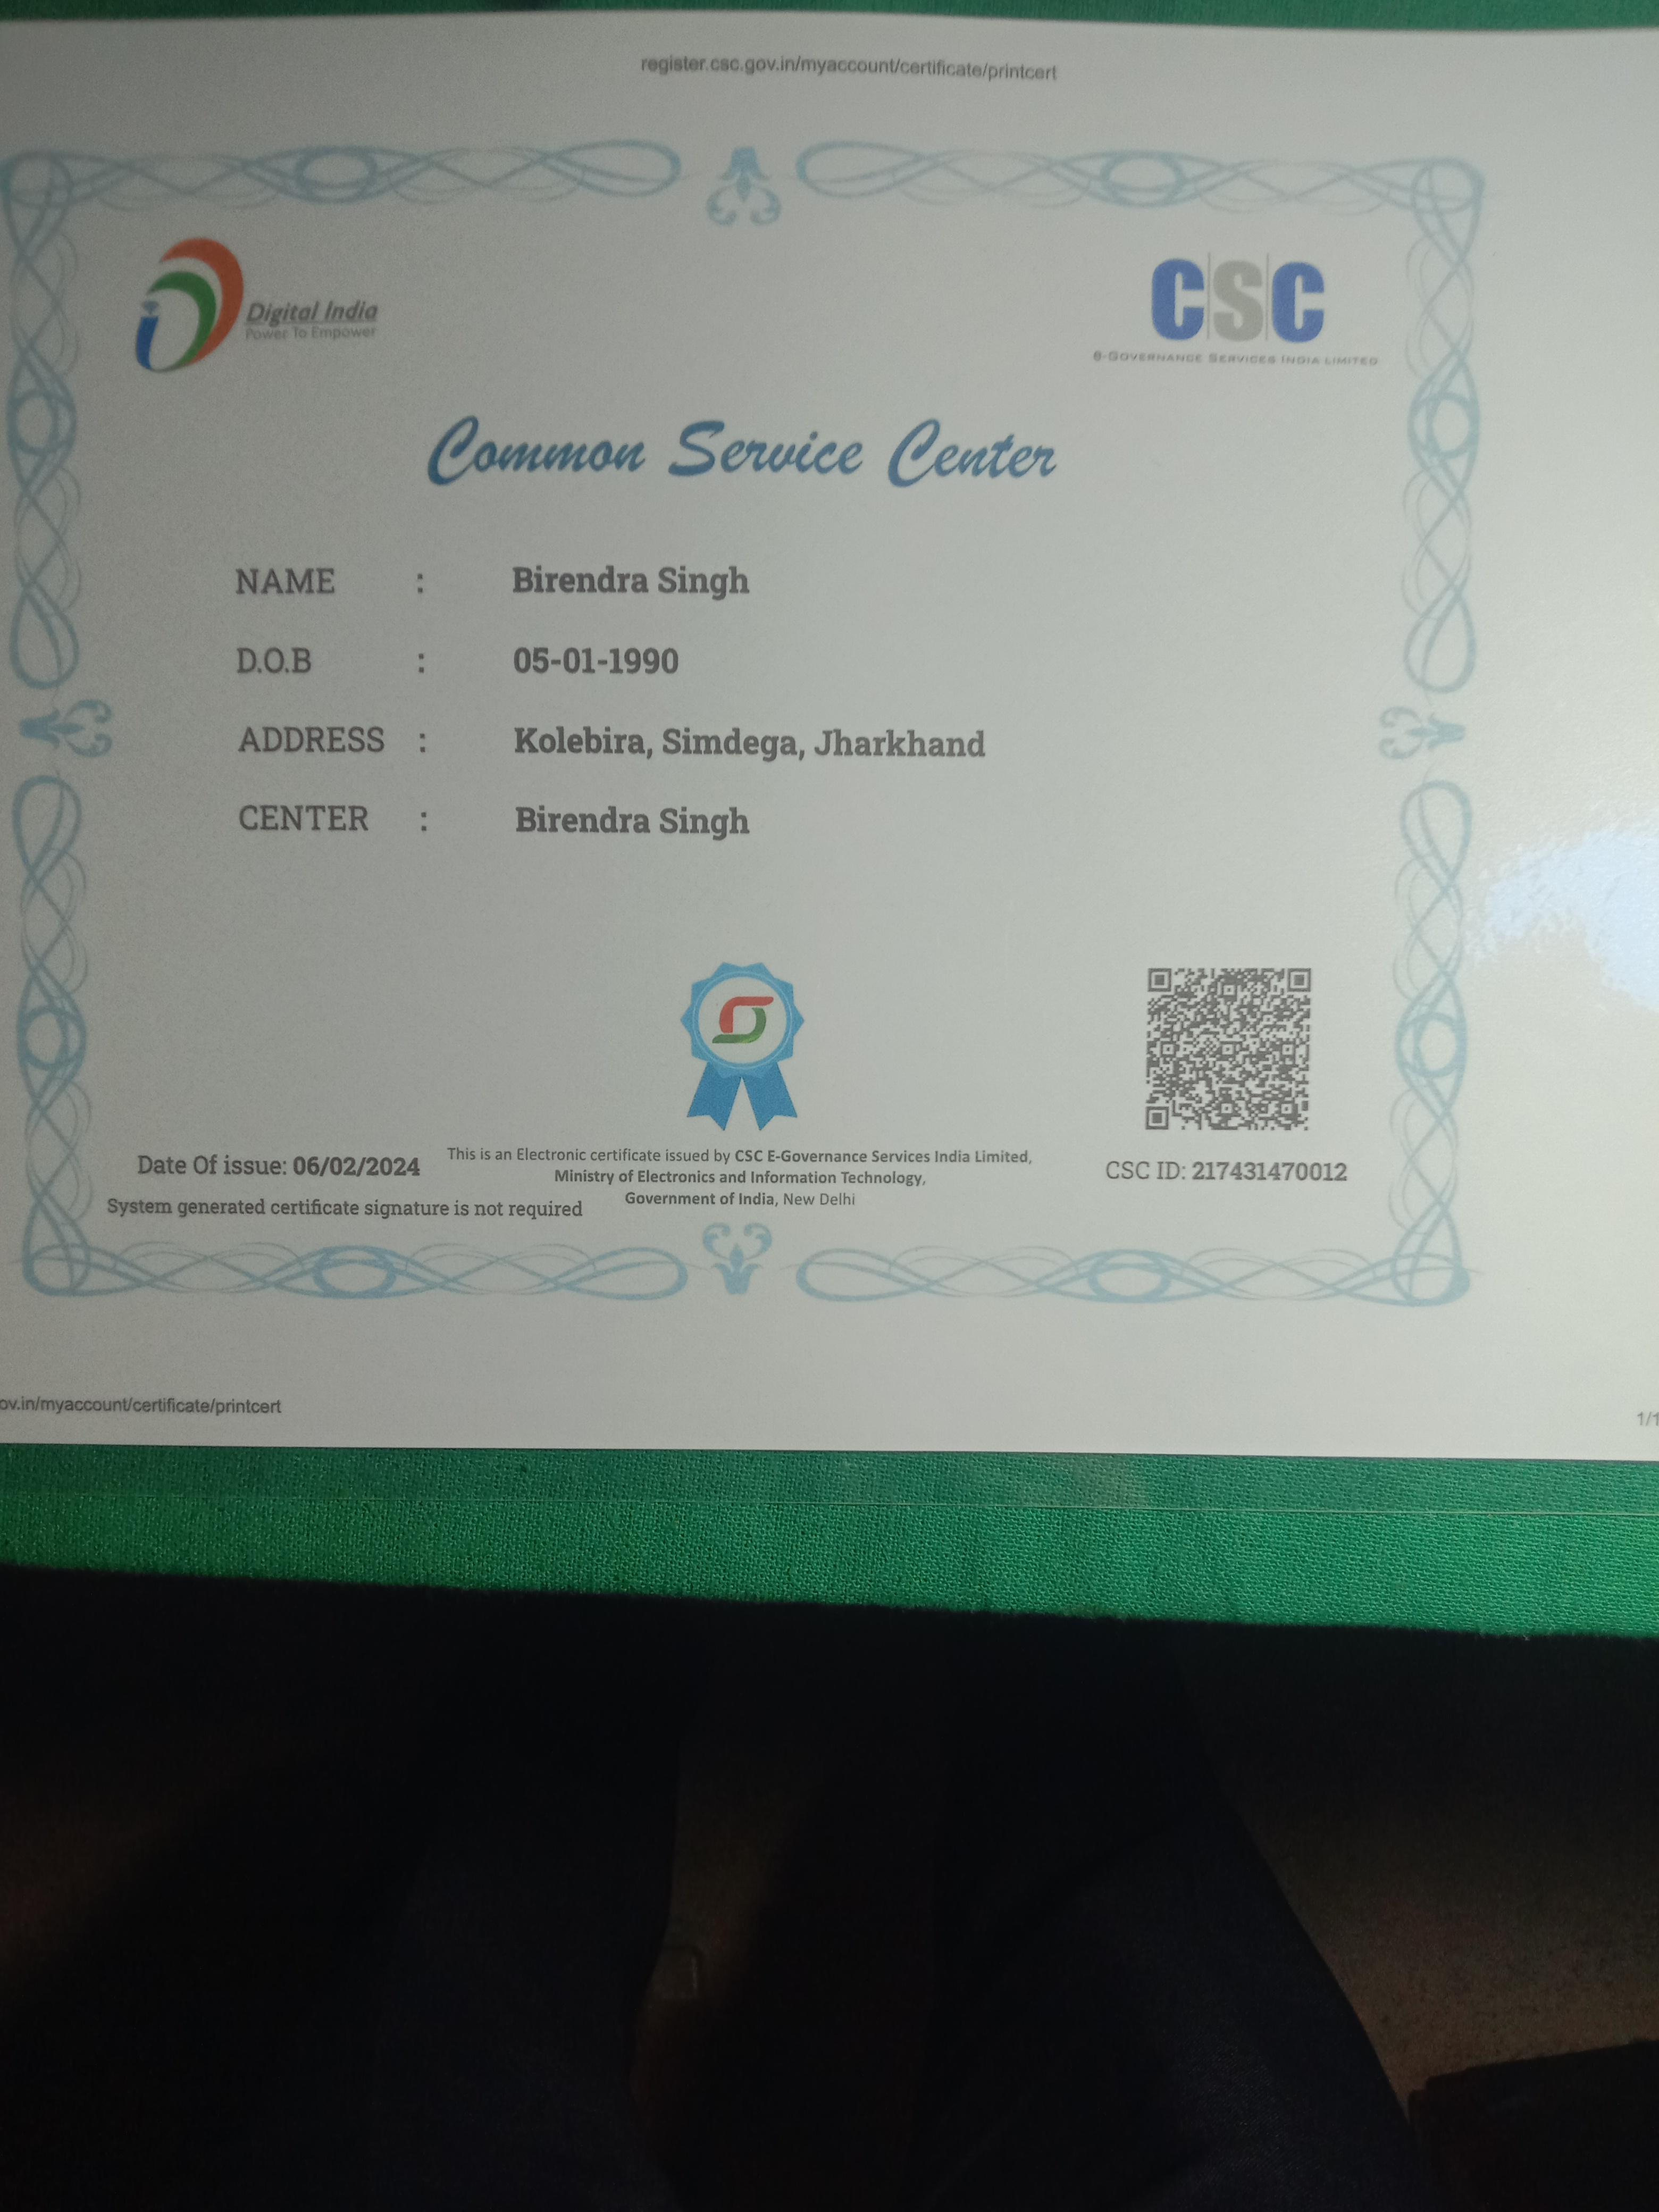 register.csc.gov.in/myaccount/certificate/printcert
Digital India
Power To Empower
CSC
e-Governance Services India Limited
Common Service Center
NAME : Birendra Singh
D.O.B : 05-01-1990
ADDRESS : Kolebira, Simdega, Jharkhand
CENTER : Birendra Singh
Date Of issue: 06/02/2024
System generated certificate signature is not required
This is an Electronic certificate issued by CSC E-Governance Services India Limited,
Ministry of Electronics and Information Technology,
Government of India, New Delhi
CSC ID: 217431470012
ov.in/myaccount/certificate/printcert
1/1